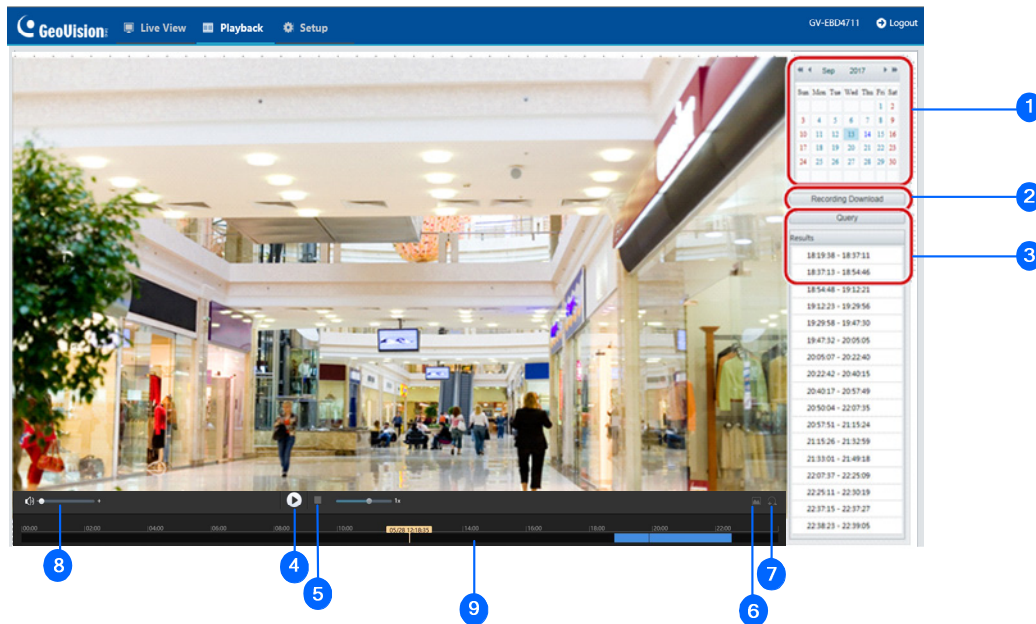 GeoVision
Live View
Playback
Setup
GV-EBD4711
Logout
Sep 2017
Sun Mon Tue Wed Thu Fri Sat
1 2
3 4 5 6 7 8 9
10 11 12 13 14 15 16
17 18 19 20 21 22 23
24 25 26 27 28 29 30
1
Recording Download
2
Query
Results
3
18:19:38 - 18:37:11
18:37:13 - 18:54:46
18:54:48 - 19:12:21
19:12:23 - 19:29:56
19:29:58 - 19:47:30
19:47:32 - 20:05:05
20:05:07 - 20:22:40
20:22:42 - 20:40:15
20:40:17 - 20:57:49
20:50:04 - 22:07:35
20:57:51 - 21:15:24
21:15:26 - 21:32:59
21:33:01 - 21:49:18
22:07:37 - 22:25:09
22:25:11 - 22:30:19
22:37:15 - 22:37:27
22:38:23 - 22:39:05
1x
00:00 02:00 04:00 06:00 08:00 10:00 05/28 12:18:35 14:00 16:00 18:00 20:00 22:00
8
4
5
9
6
7